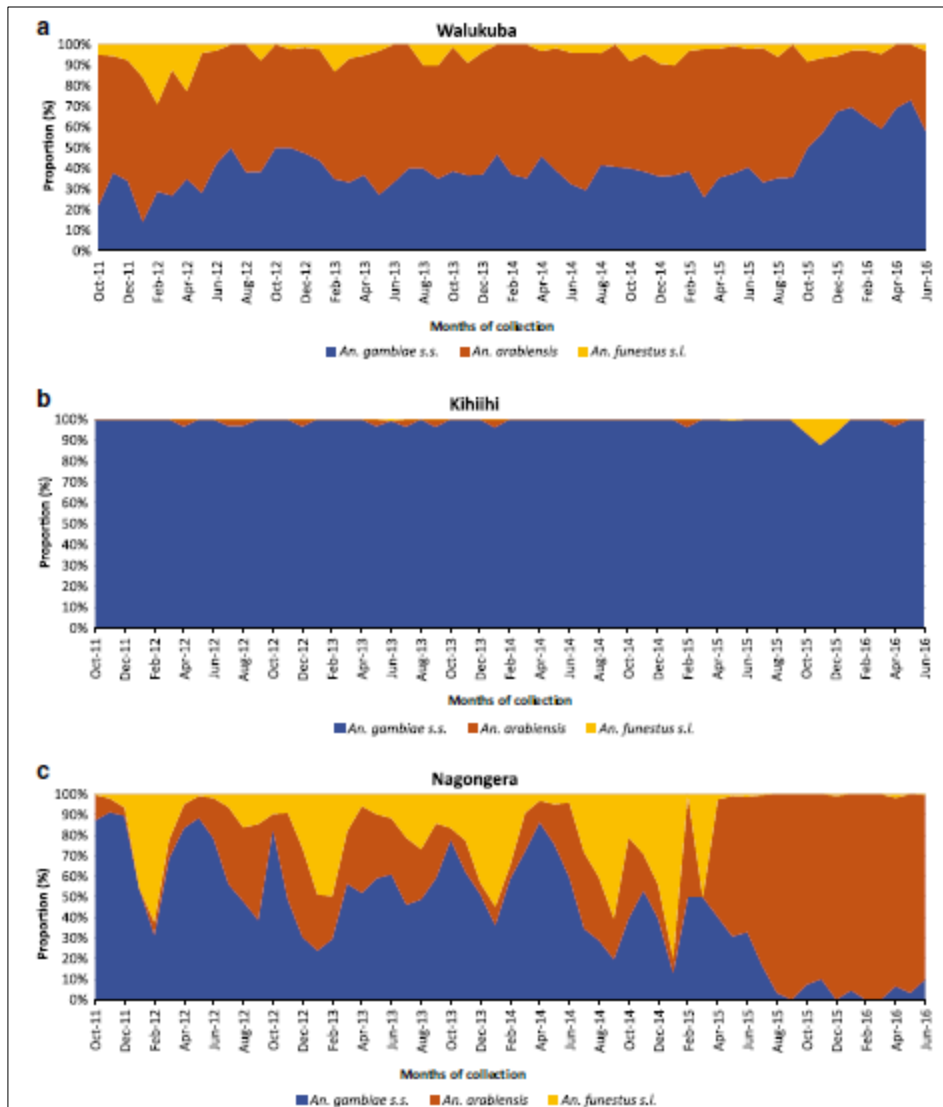 a
Walukuba
Proportion (%)
100%
90%
80%
70%
60%
50%
40%
30%
20%
10%
0%
Oct-11
Dec-11
Feb-12
Apr-12
Jun-12
Aug-12
Oct-12
Dec-12
Feb-13
Apr-13
Jun-13
Aug-13
Oct-13
Dec-13
Feb-14
Apr-14
Jun-14
Aug-14
Oct-14
Dec-14
Feb-15
Apr-15
Jun-15
Aug-15
Oct-15
Dec-15
Feb-16
Apr-16
Jun-16
Months of collection
An. gambiae s.s. An. arabiensis An. funestus s.l.
b
Kihiihi
Proportion (%)
100%
90%
80%
70%
60%
50%
40%
30%
20%
10%
0%
Oct-11
Dec-11
Feb-12
Apr-12
Jun-12
Aug-12
Oct-12
Dec-12
Feb-13
Apr-13
Jun-13
Aug-13
Oct-13
Dec-13
Feb-14
Apr-14
Jun-14
Aug-14
Oct-14
Dec-14
Feb-15
Apr-15
Jun-15
Aug-15
Oct-15
Dec-15
Feb-16
Apr-16
Jun-16
Months of collection
An. gambiae s.s. An. arabiensis An. funestus s.l.
c
Nagongera
Proportion (%)
100%
90%
80%
70%
60%
50%
40%
30%
20%
10%
0%
Oct-11
Dec-11
Feb-12
Apr-12
Jun-12
Aug-12
Oct-12
Dec-12
Feb-13
Apr-13
Jun-13
Aug-13
Oct-13
Dec-13
Feb-14
Apr-14
Jun-14
Aug-14
Oct-14
Dec-14
Feb-15
Apr-15
Jun-15
Aug-15
Oct-15
Dec-15
Feb-16
Apr-16
Jun-16
Months of collection
An. gambiae s.s. An. arabiensis An. funestus s.l.